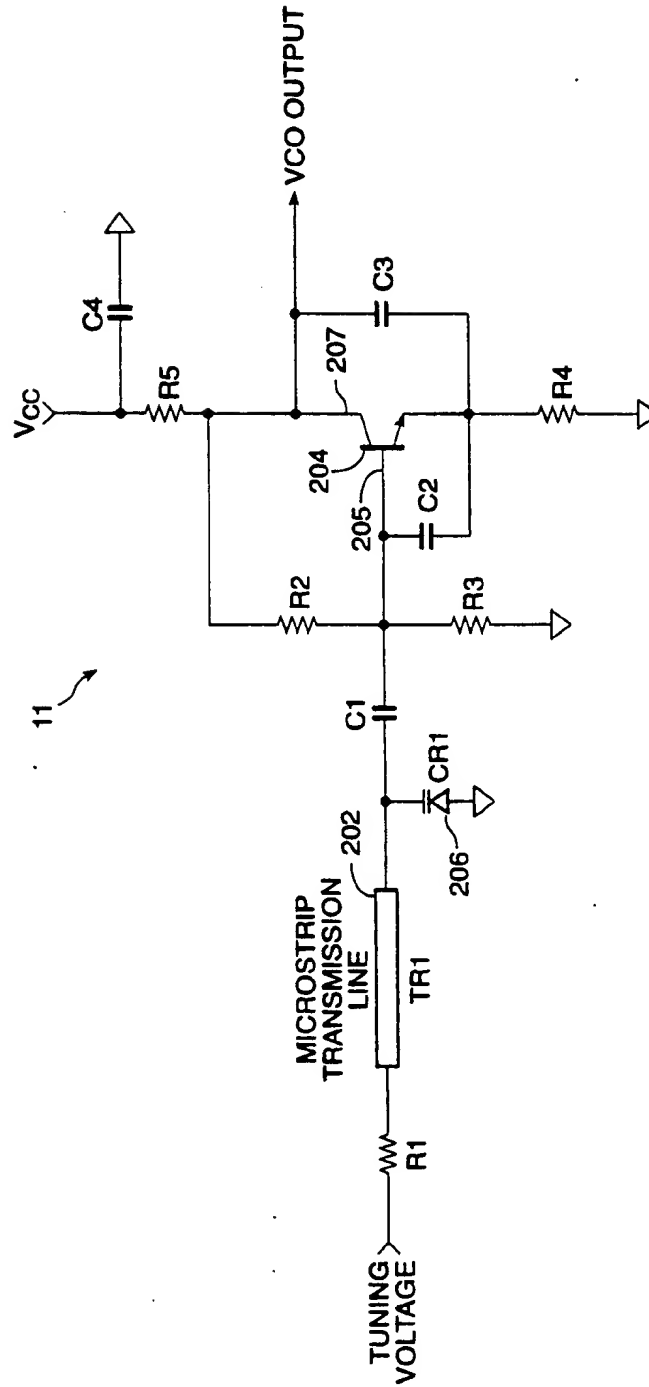 11
VCC
C4
R5
VCO OUTPUT
207
C3
204
205
C2
R4
R2
R3
C1
202
CR1
206
MICROSTRIP
TRANSMISSION
LINE
TR1
R1
TUNING
VOLTAGE